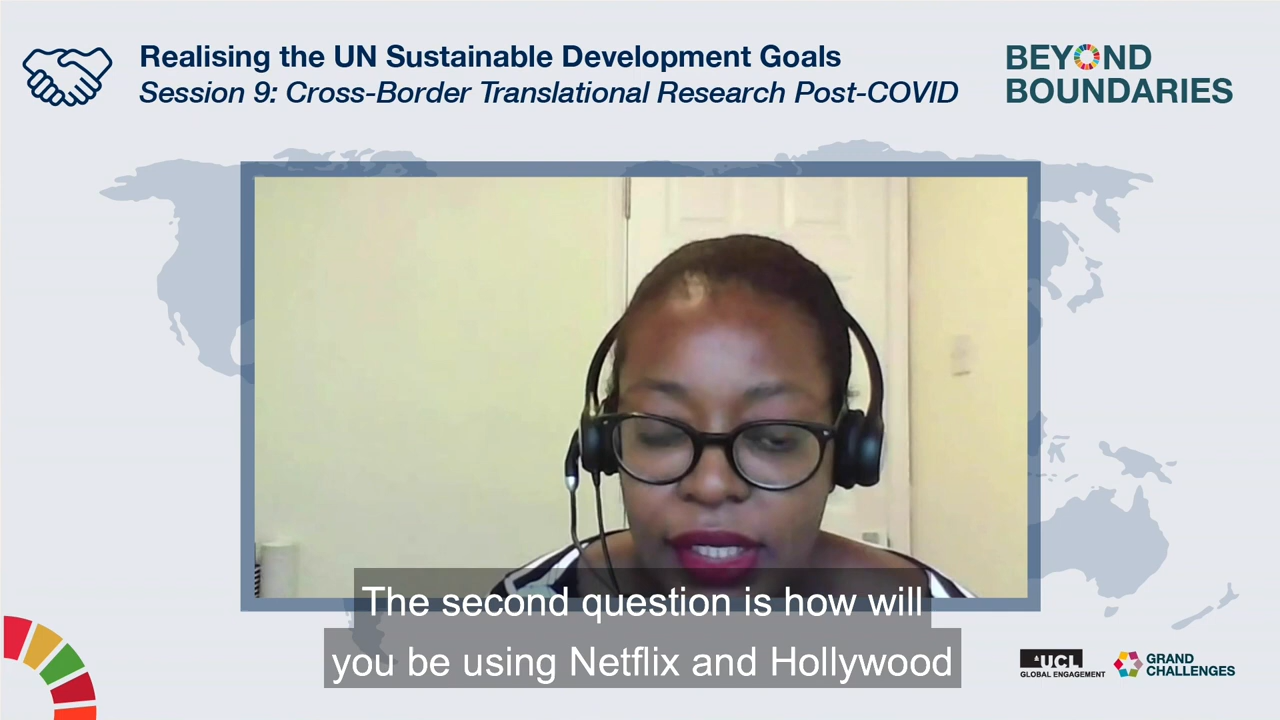 Realising the UN Sustainable Development Goals
Session 9: Cross-Border Translational Research Post-COVID
BEYOND
BOUNDARIES
The second question is how will
you be using Netflix and Hollywood
UCL
GLOBAL ENGAGEMENT
GRAND
CHALLENGES